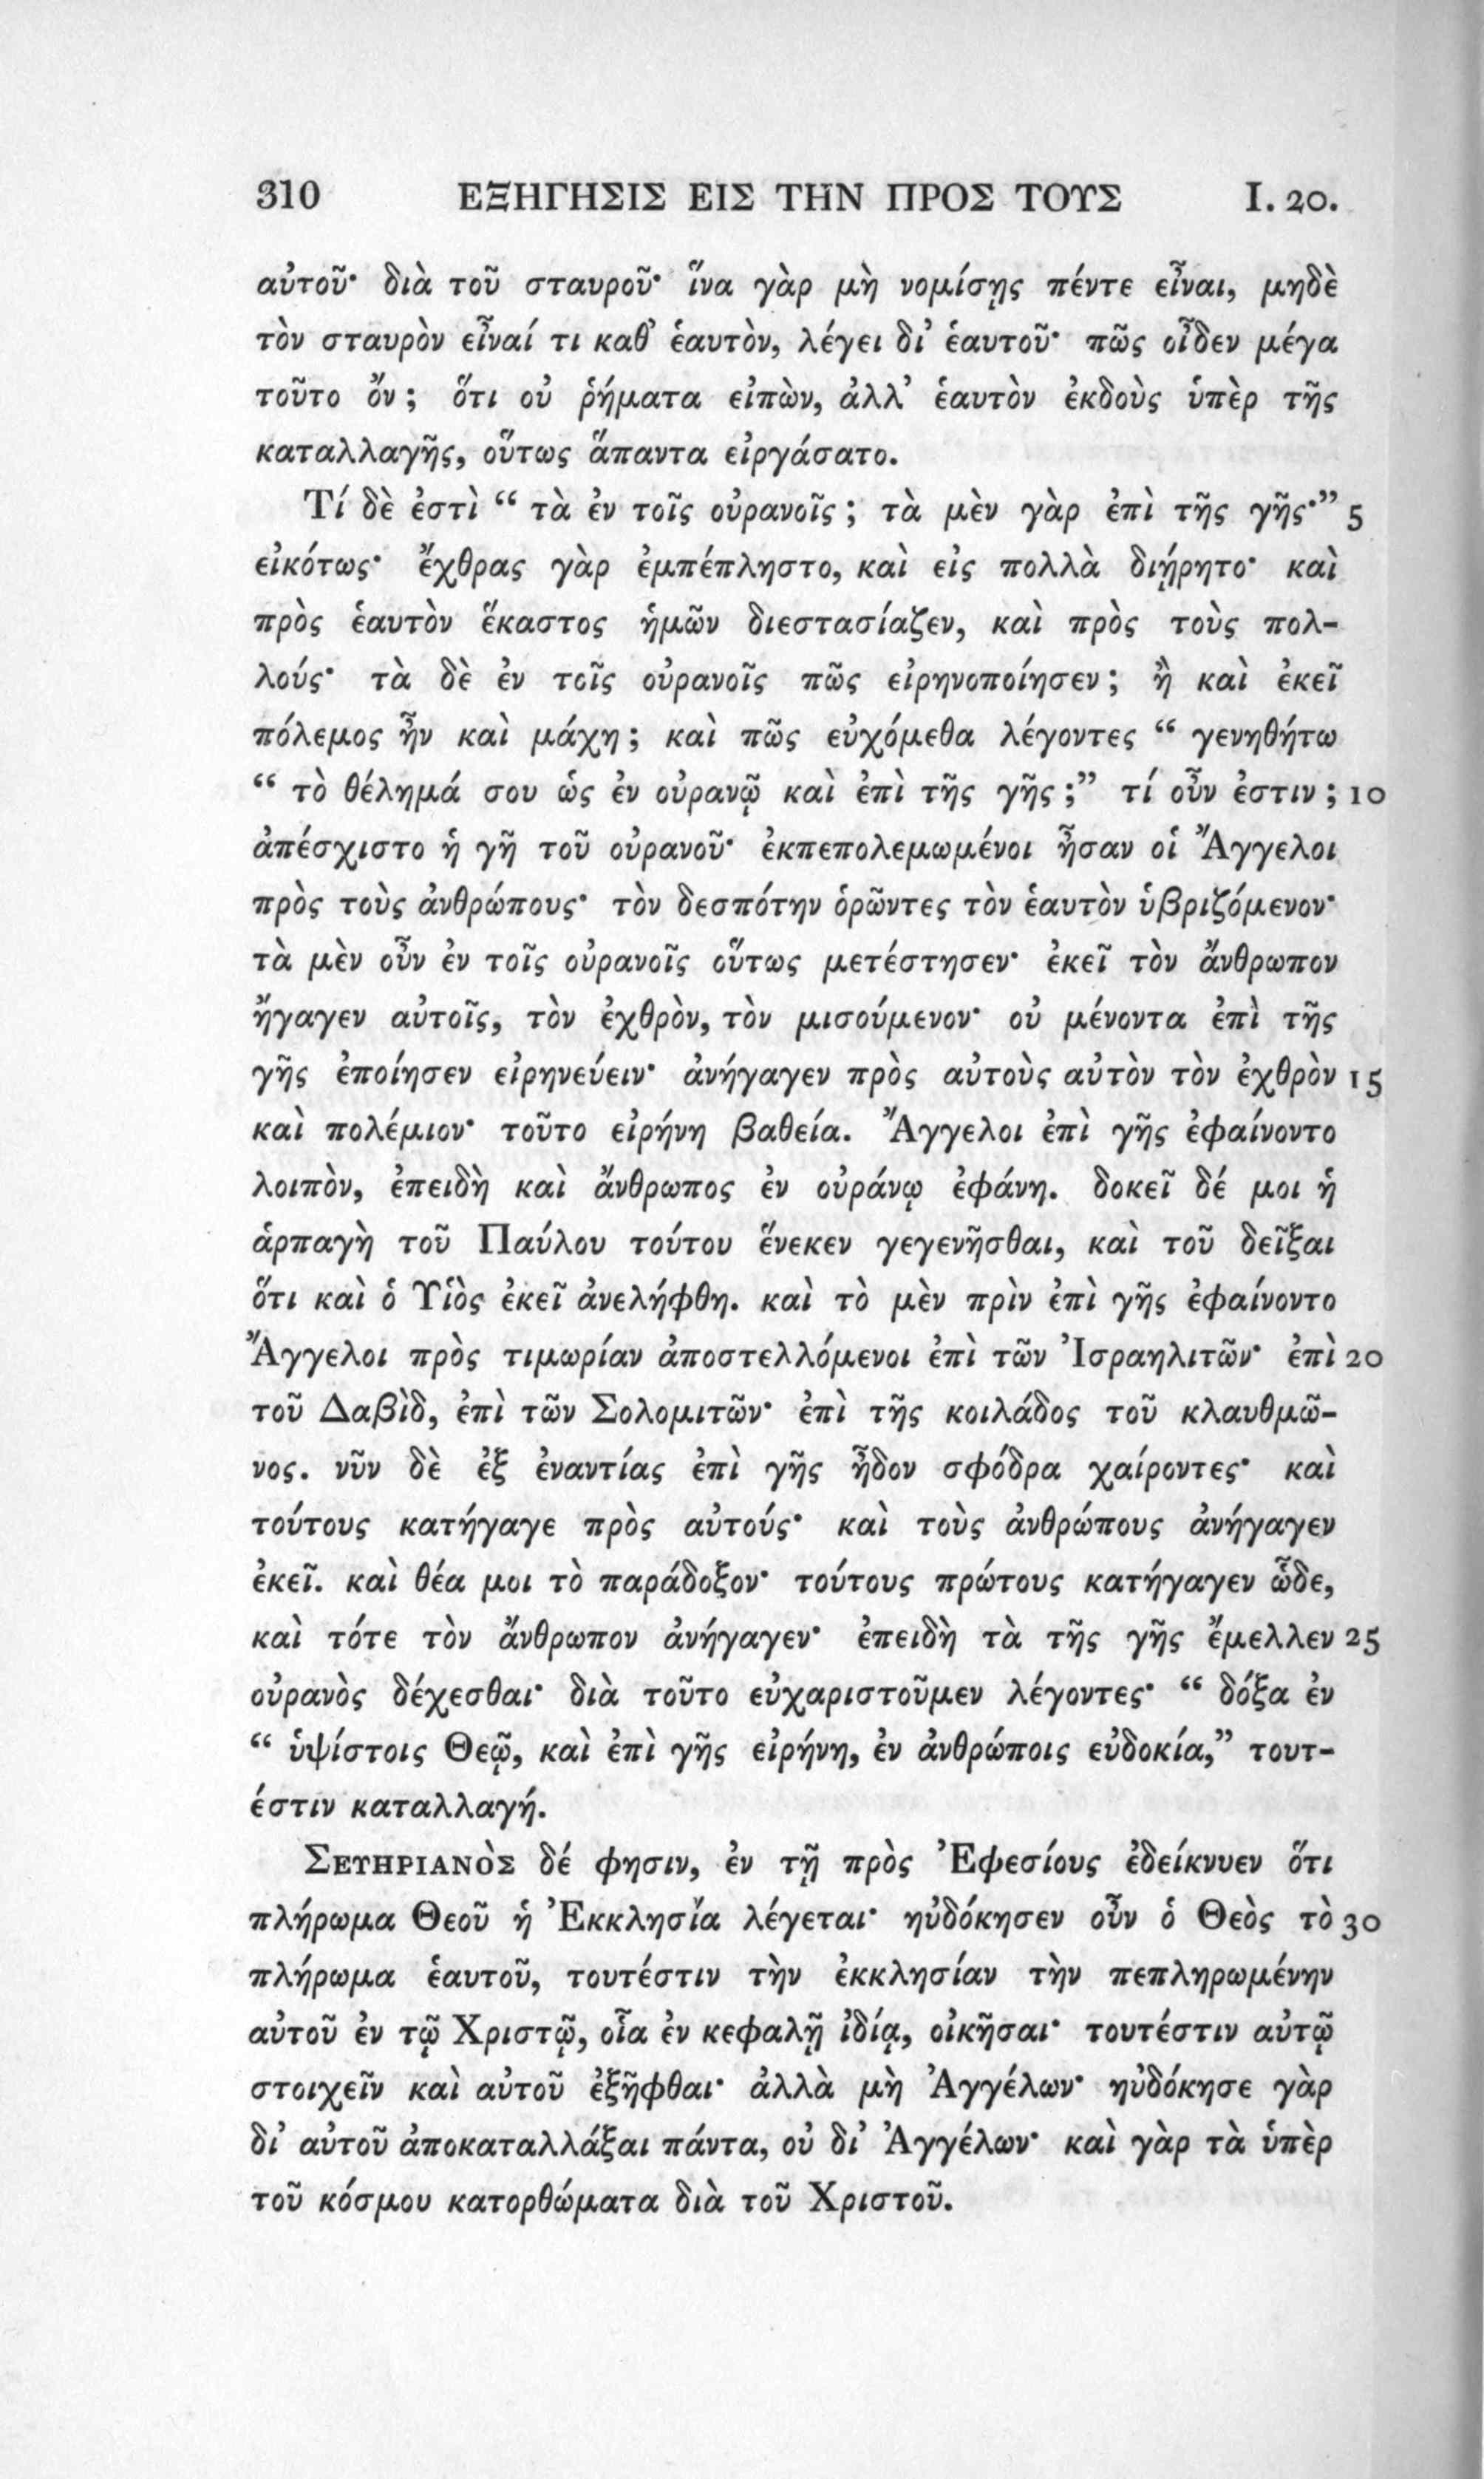 310 ΕΞΗΓΗΣΙΣ ΕΙΣ ΤΗΝ ΠΡΟΣ ΤΟΥΣ I. 20.
αὐτοῦ· διὰ τοῦ σταυροῦ· ἵνα γὰρ μὴ νομίσῃς πέντε εἶναι, μηδὲ
τὸν σταυρὸν εἶναί τι καθ' ἑαυτὸν, λέγει δι' ἑαυτοῦ· πῶς οἶδεν μέγα
τοῦτο ὄν; ὅτι οὐ ῥήματα εἰπὼν, ἀλλ' ἑαυτὸν ἐκδοὺς ὑπὲρ τῆς
καταλλαγῆς, οὕτως ἅπαντα εἰργάσατο.
Τί δὲ ἐστὶ “ τὰ ἐν τοῖς οὐρανοῖς; τὰ μὲν γὰρ ἐπὶ τῆς γῆς·” 5
εἰκότως· ἔχθρας γὰρ ἐμπέπληστο, καὶ εἰς πολλὰ διῄρητο· καὶ
πρὸς ἑαυτὸν ἕκαστος ἡμῶν διεστασίαζεν, καὶ πρὸς τοὺς πολ-
λούς· τὰ δὲ ἐν τοῖς οὐρανοῖς πῶς εἰρηνοποίησεν; ἢ καὶ ἐκεῖ
πόλεμος ἦν καὶ μάχη; καὶ πῶς εὐχόμεθα λέγοντες “ γενηθήτω
“ τὸ θέλημά σου ὡς ἐν οὐρανῷ καὶ ἐπὶ τῆς γῆς;” τί οὖν ἐστιν; 10
ἀπέσχιστο ἡ γῆ τοῦ οὐρανοῦ· ἐκπεπολεμωμένοι ἦσαν οἱ Ἄγγελοι
πρὸς τοὺς ἀνθρώπους· τὸν δεσπότην ὁρῶντες τὸν ἑαυτὸν ὑβριζόμενον·
τὰ μὲν οὖν ἐν τοῖς οὐρανοῖς οὕτως μετέστησεν· ἐκεῖ τὸν ἄνθρωπον
ἤγαγεν αὐτοῖς, τὸν ἐχθρὸν, τὸν μισούμενον· οὐ μένοντα ἐπὶ τῆς
γῆς ἐποίησεν εἰρηνεύειν· ἀνήγαγεν πρὸς αὐτοὺς αὐτὸν τὸν ἐχθρὸν 15
καὶ πολέμιον· τοῦτο εἰρήνη βαθεία. Ἄγγελοι ἐπὶ γῆς ἐφαίνοντο
λοιπὸν, ἐπειδὴ καὶ ἄνθρωπος ἐν οὐράνῳ ἐφάνη. δοκεῖ δέ μοι ἡ
ἁρπαγὴ τοῦ Παύλου τούτου ἕνεκεν γεγενῆσθαι, καὶ τοῦ δεῖξαι
ὅτι καὶ ὁ Υἱὸς ἐκεῖ ἀνελήφθη. καὶ τὸ μὲν πρὶν ἐπὶ γῆς ἐφαίνοντο
Ἄγγελοι πρὸς τιμωρίαν ἀποστελλόμενοι ἐπὶ τῶν Ἰσραηλιτῶν· ἐπὶ 20
τοῦ Δαβὶδ, ἐπὶ τῶν Σολομιτῶν· ἐπὶ τῆς κοιλάδος τοῦ κλαυθμῶ-
νος. νῦν δὲ ἐξ ἐναντίας ἐπὶ γῆς ᾖδον σφόδρα χαίροντες· καὶ
τούτους κατήγαγε πρὸς αὐτούς· καὶ τοὺς ἀνθρώπους ἀνήγαγεν
ἐκεῖ. καὶ θέα μοι τὸ παράδοξον· τούτους πρώτους κατήγαγεν ὧδε,
καὶ τότε τὸν ἄνθρωπον ἀνήγαγεν· ἐπειδὴ τὰ τῆς γῆς ἔμελλεν 25
οὐρανὸς δέχεσθαι· διὰ τοῦτο εὐχαριστοῦμεν λέγοντες· “ δόξα ἐν
“ ὑψίστοις Θεῷ, καὶ ἐπὶ γῆς εἰρήνη, ἐν ἀνθρώποις εὐδοκία,” τουτ-
έστιν καταλλαγή.
ΣΕΥΗΡΙΑΝῸΣ δέ φησιν, ἐν τῇ πρὸς Ἐφεσίους ἐδείκνυεν ὅτι
πλήρωμα Θεοῦ ἡ Ἐκκλησία λέγεται· ηὐδόκησεν οὖν ὁ Θεὸς τὸ 30
πλήρωμα ἑαυτοῦ, τουτέστιν τὴν ἐκκλησίαν τὴν πεπληρωμένην
αὐτοῦ ἐν τῷ Χριστῷ, οἷα ἐν κεφαλῇ ἰδίᾳ, οἰκῆσαι· τουτέστιν αὐτῷ
στοιχεῖν καὶ αὐτοῦ ἐξῆφθαι· ἀλλὰ μὴ Ἀγγέλων· ηὐδόκησε γὰρ
δι' αὐτοῦ ἀποκαταλλάξαι πάντα, οὐ δι' Ἀγγέλων· καὶ γὰρ τὰ ὑπὲρ
τοῦ κόσμου κατορθώματα διὰ τοῦ Χριστοῦ.